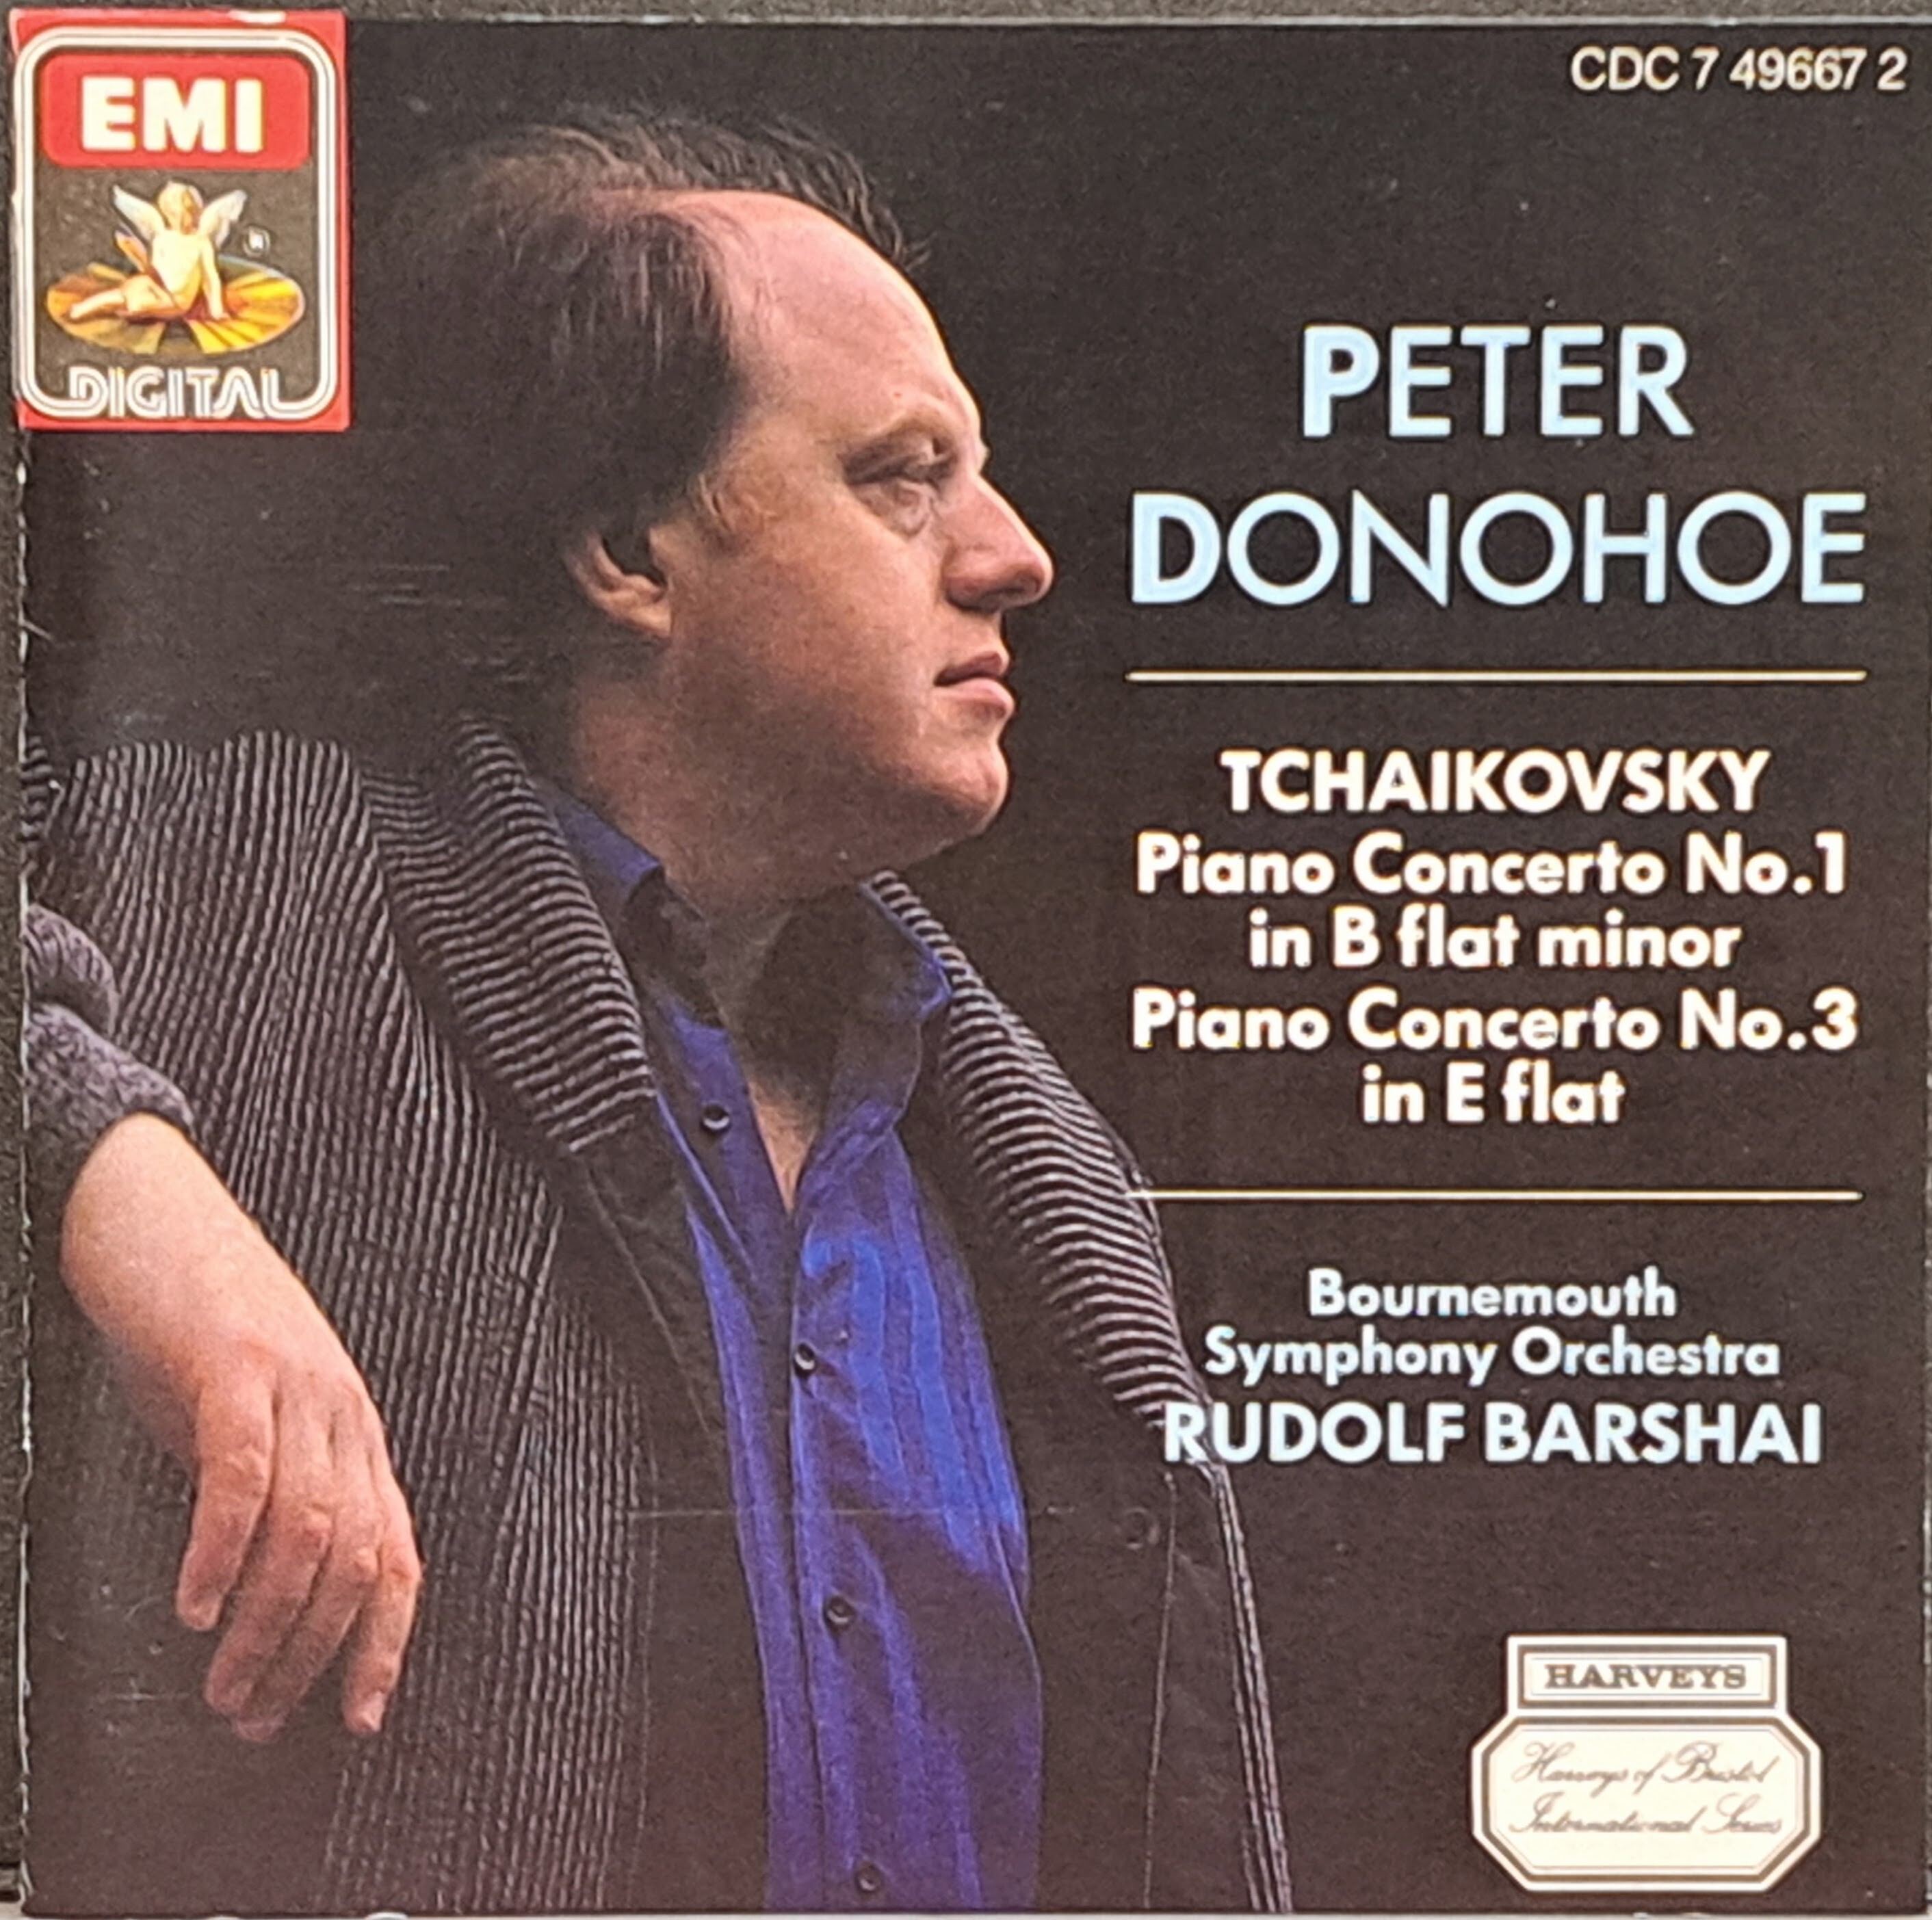 EMI
DIGITAL
CDC 7 49667 2
PETER
DONOHOE
TCHAIKOVSKY
Piano Concerto No.1
in B flat minor
Piano Concerto No.3
in E flat
Bournemouth
Symphony Orchestra
RUDOLF BARSHAI
HARVEYS
Harveys of Bristol
International Series